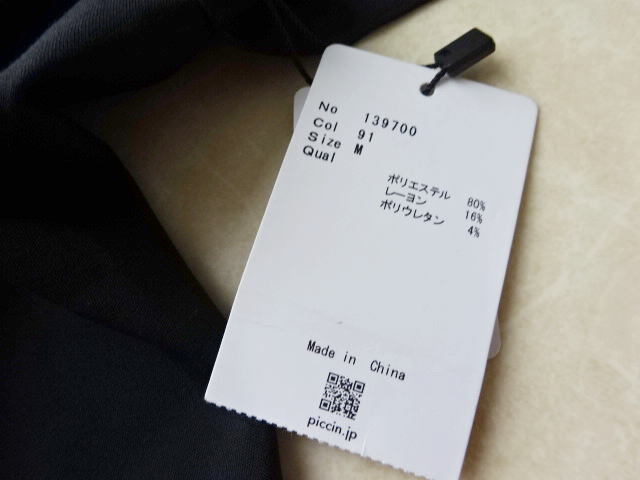 No 139700
Col 91
Size M
Qual
ポリエステル 80%
レーヨン 16%
ポリウレタン 4%
Made in China
piccin.jp